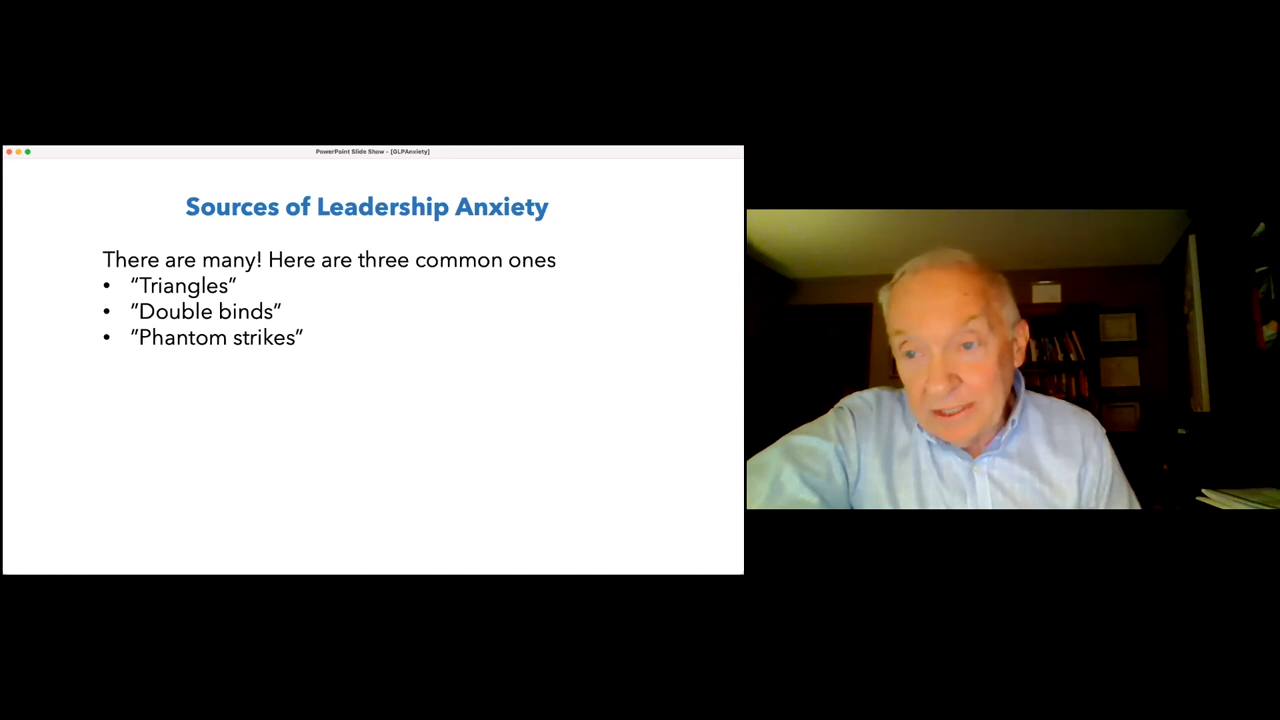 PowerPoint Slide Show - [GLPAnxiety]
Sources of Leadership Anxiety
There are many! Here are three common ones
• ”Triangles”
• ”Double binds”
• ”Phantom strikes”